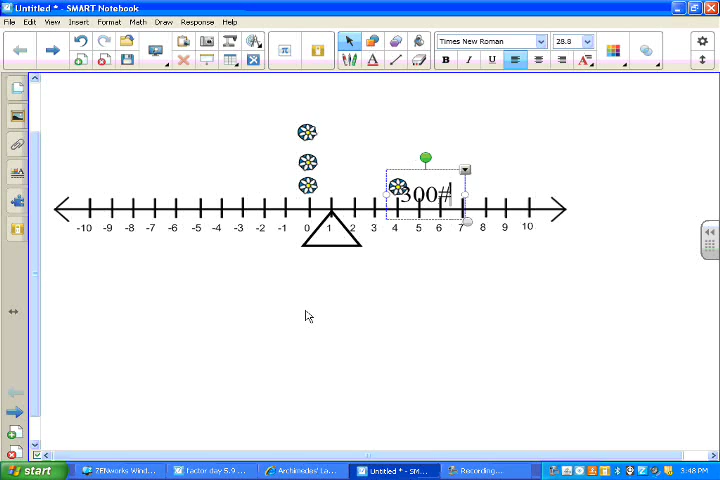 Untitled * - SMART Notebook
File Edit View Insert Format Math Draw Response Help
Times New Roman 28.8
B I U
300#
-10 -9 -8 -7 -6 -5 -4 -3 -2 -1 0 1 2 3 4 5 6 7 8 9 10
start ZENworks Wind... factor day 5.9 ... Archimedes' La... Untitled * - SM... Recording... 3:48 PM